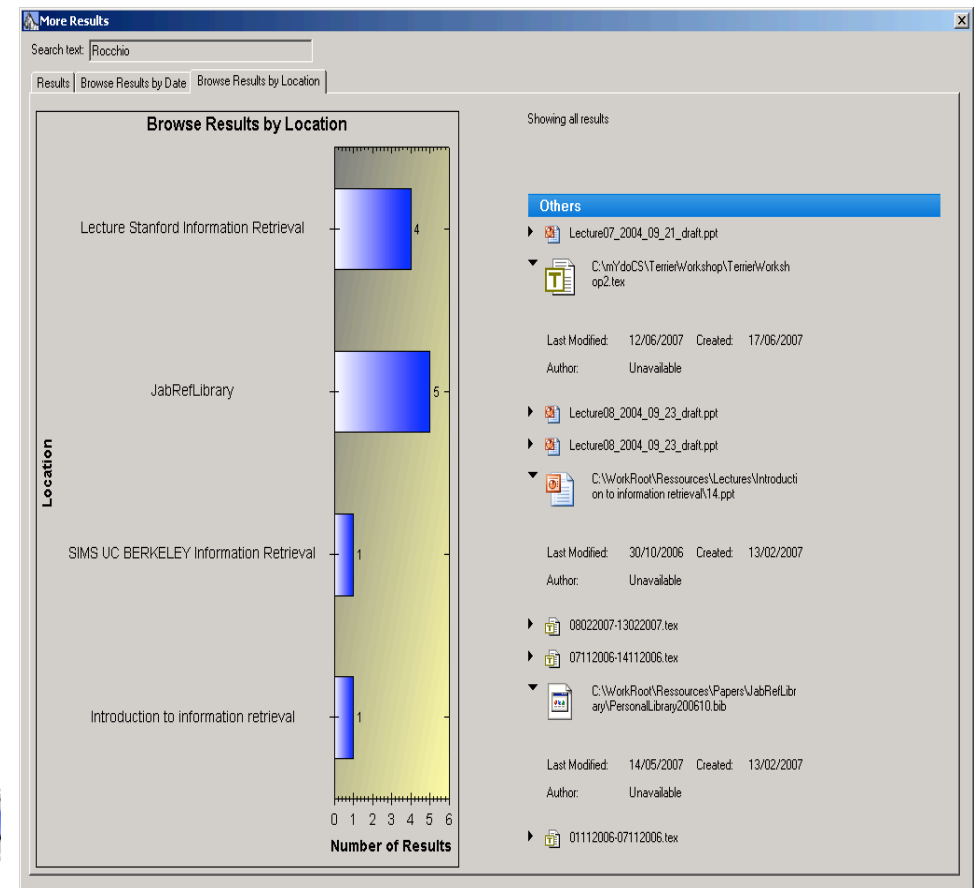 More Results
Search text: Rocchio
Results
Browse Results by Date
Browse Results by Location
Browse Results by Location
Location
Lecture Stanford Information Retrieval
4
JabRefLibrary
5
SIMS UC BERKELEY Information Retrieval
1
Introduction to information retrieval
1
0 1 2 3 4 5 6
Number of Results
Showing all results
Others
Lecture07_2004_09_21_draft.ppt
C:\mYdoCS\TerrierWorkshop\TerrierWorksh
op2.tex
Last Modified: 12/06/2007 Created: 17/06/2007
Author: Unavailable
Lecture08_2004_09_23_draft.ppt
Lecture08_2004_09_23_draft.ppt
C:\WorkRoot\Ressources\Lectures\Introducti
on to information retrieval\14.ppt
Last Modified: 30/10/2006 Created: 13/02/2007
Author: Unavailable
08022007-13022007.tex
07112006-14112006.tex
C:\WorkRoot\Ressources\Papers\JabRefLibr
ary\PersonalLibrary200610.bib
Last Modified: 14/05/2007 Created: 13/02/2007
Author: Unavailable
01112006-07112006.tex